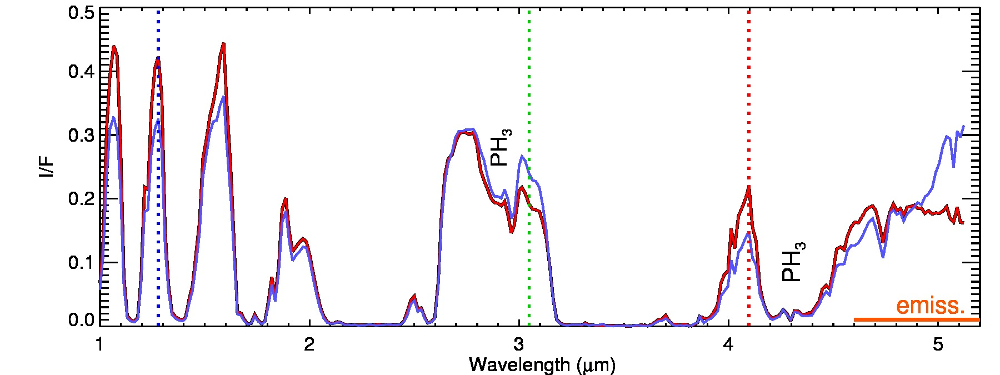 0.5
0.4
0.3
0.2
0.1
0.0
I/F
PH₃
PH₃
emiss.
1 2 3 4 5
Wavelength (μm)